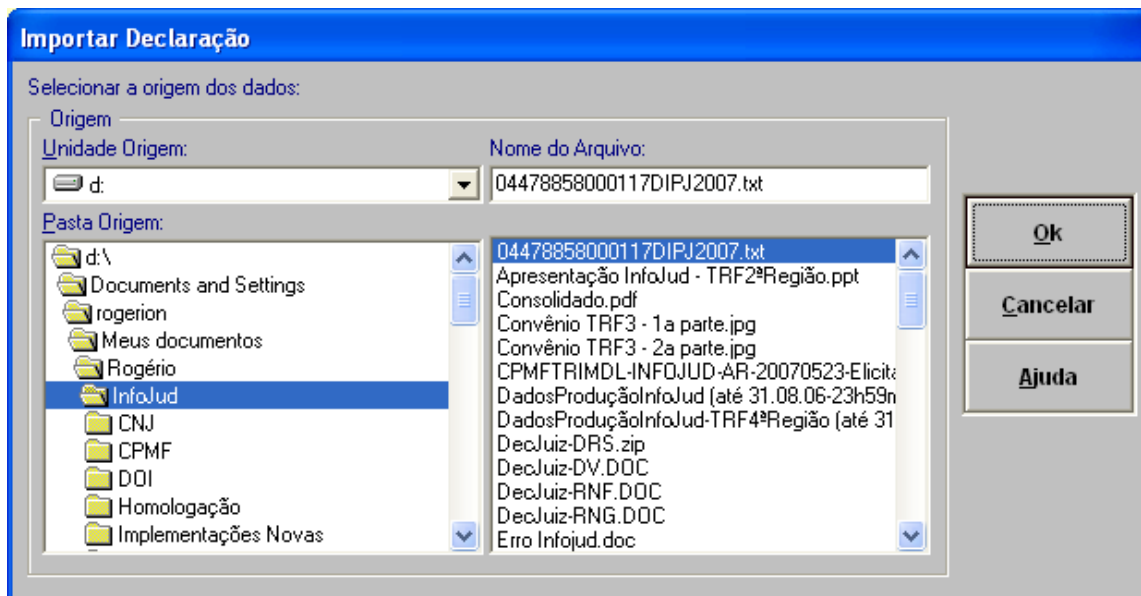 Importar Declaração
Selecionar a origem dos dados:
Origem
Unidade Origem:
Nome do Arquivo:
d:
04478858000117DIPJ2007.txt
Pasta Origem:
d:\
Documents and Settings
rogerion
Meus documentos
Rogério
InfoJud
CNJ
CPMF
DOI
Homologação
Implementações Novas
04478858000117DIPJ2007.txt
Apresentação InfoJud - TRF2ªRegião.ppt
Consolidado.pdf
Convênio TRF3 - 1a parte.jpg
Convênio TRF3 - 2a parte.jpg
CPMFTRIMDL-INFOJUD-AR-20070523-Elicita
DadosProduçãoInfoJud (até 31.08.06-23h59m
DadosProduçãoInfoJud-TRF4ªRegião (até 31
DecJuiz-DRS.zip
DecJuiz-DV.DOC
DecJuiz-RNF.DOC
DecJuiz-RNG.DOC
Erro Infojud.doc
Ok
Cancelar
Ajuda